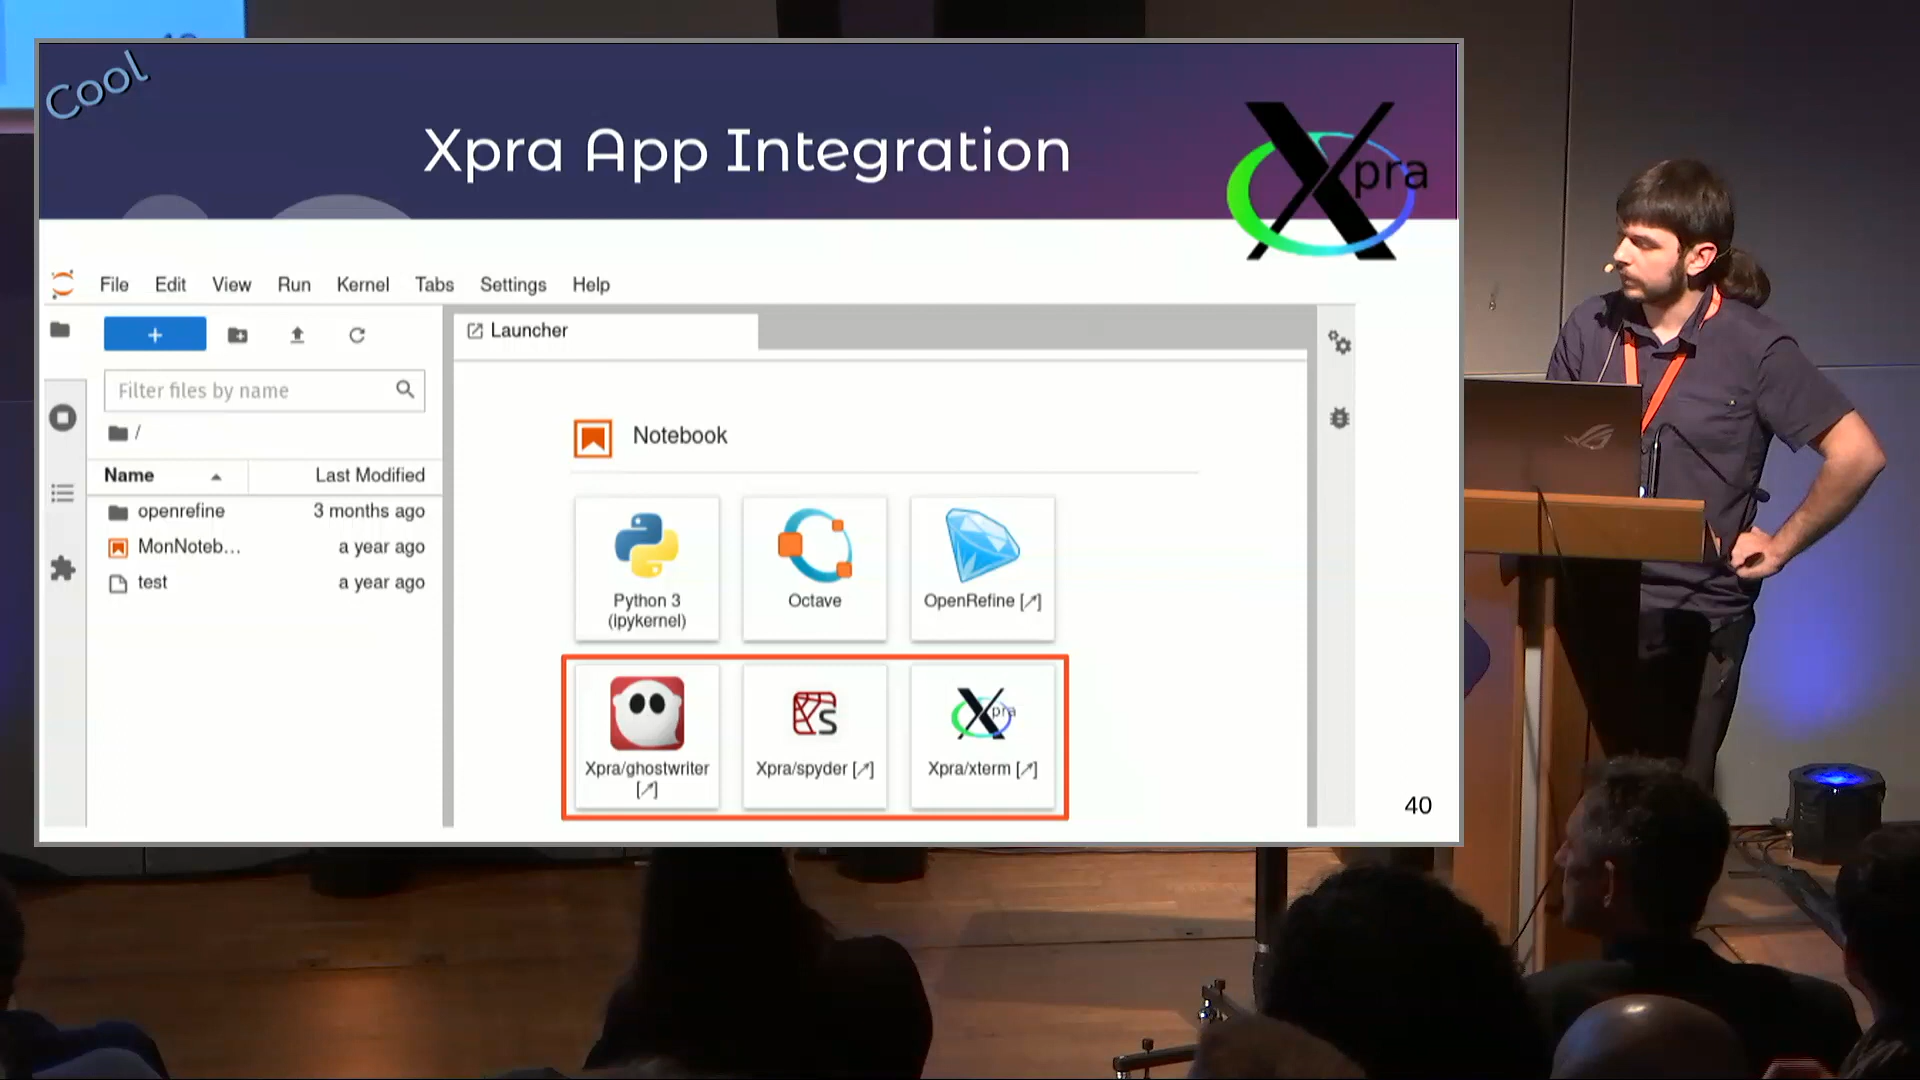 Cool
Xpra App Integration
Xpra
File Edit View Run Kernel Tabs Settings Help
+
Launcher
Filter files by name
/
Name Last Modified
openrefine 3 months ago
MonNoteb... a year ago
test a year ago
Notebook
Python 3
(ipykernel)
Octave
OpenRefine [↗]
Xpra/ghostwriter
[↗]
S
Xpra/spyder [↗]
Xpra
Xpra/xterm [↗]
40